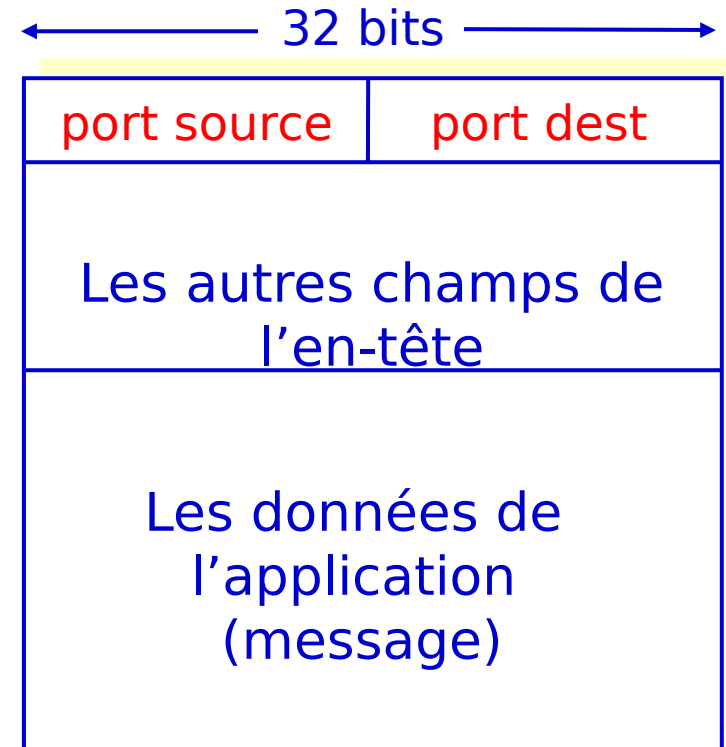 32 bits
port source port dest
Les autres champs de
l’en-tête
Les données de
l’application
(message)